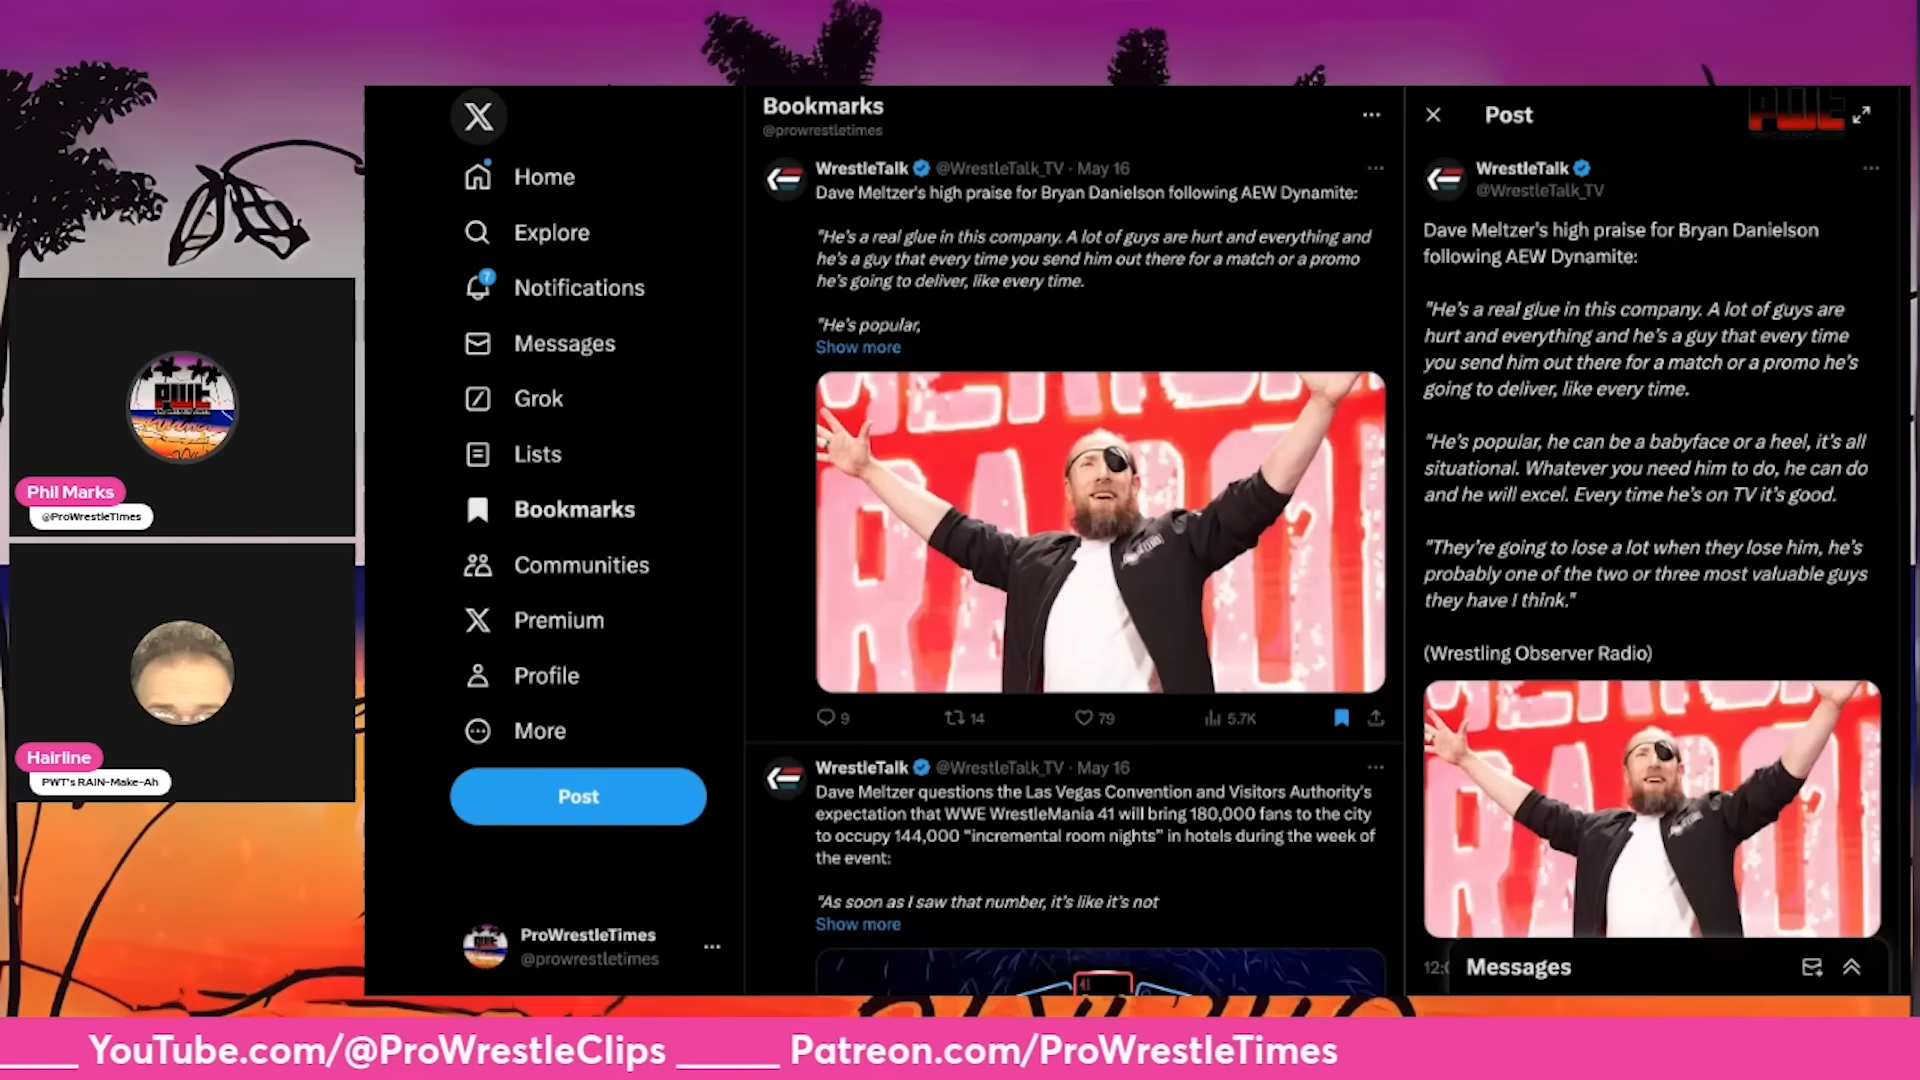 Phil Marks
@ProWrestleTimes
Hairline
PWT's RAIN-Make-Ah
Home
Explore
7
Notifications
Messages
Grok
Lists
Bookmarks
Communities
Premium
Profile
More
Post
ProWrestleTimes
@prowrestletimes
Bookmarks
@prowrestletimes
WrestleTalk @WrestleTalk_TV · May 16
Dave Meltzer's high praise for Bryan Danielson following AEW Dynamite:
"He's a real glue in this company. A lot of guys are hurt and everything and
he's a guy that every time you send him out there for a match or a promo
he's going to deliver, like every time.
"He's popular,
Show more
9
14
79
5.7K
WrestleTalk @WrestleTalk_TV · May 16
Dave Meltzer questions the Las Vegas Convention and Visitors Authority's
expectation that WWE WrestleMania 41 will bring 180,000 fans to the city
to occupy 144,000 "incremental room nights" in hotels during the week of
the event:
"As soon as I saw that number, it's like it's not
Show more
41
Post
WrestleTalk
@WrestleTalk_TV
Dave Meltzer's high praise for Bryan Danielson
following AEW Dynamite:
"He's a real glue in this company. A lot of guys are
hurt and everything and he's a guy that every time
you send him out there for a match or a promo he's
going to deliver, like every time.
"He's popular, he can be a babyface or a heel, it's all
situational. Whatever you need him to do, he can do
and he will excel. Every time he's on TV it's good.
"They're going to lose a lot when they lose him, he's
probably one of the two or three most valuable guys
they have I think."
(Wrestling Observer Radio)
Messages
YouTube.com/@ProWrestleClips Patreon.com/ProWrestleTimes